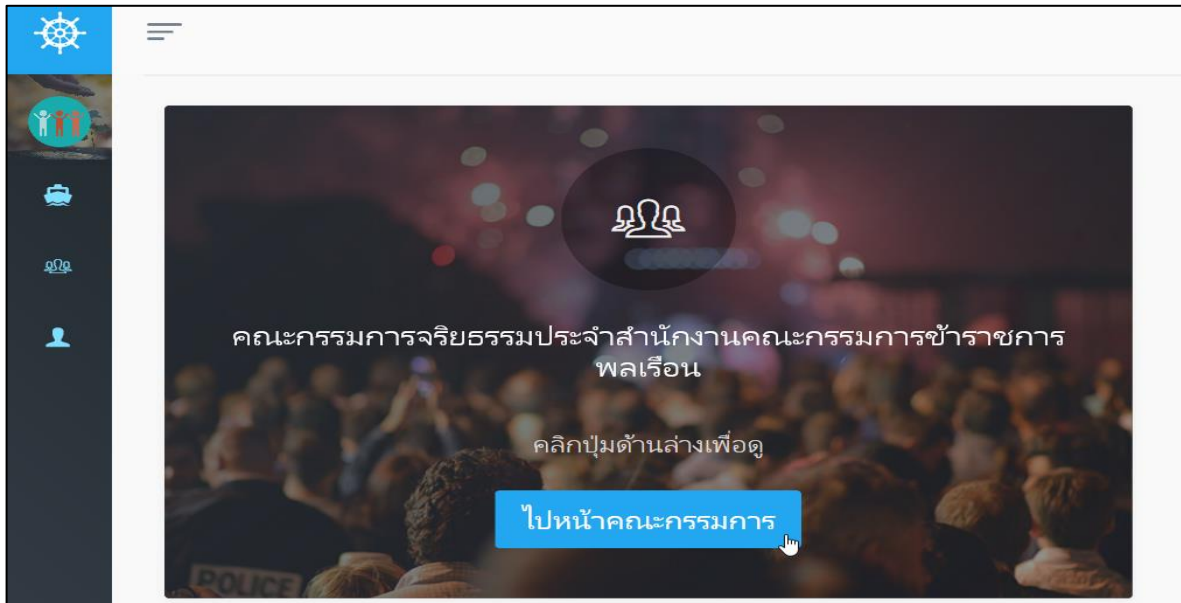 คณะกรรมการจริยธรรมประจำสำนักงานคณะกรรมการข้าราชการ
พลเรือน
คลิกปุ่มด้านล่างเพื่อดู
ไปหน้าคณะกรรมการ
POLICE